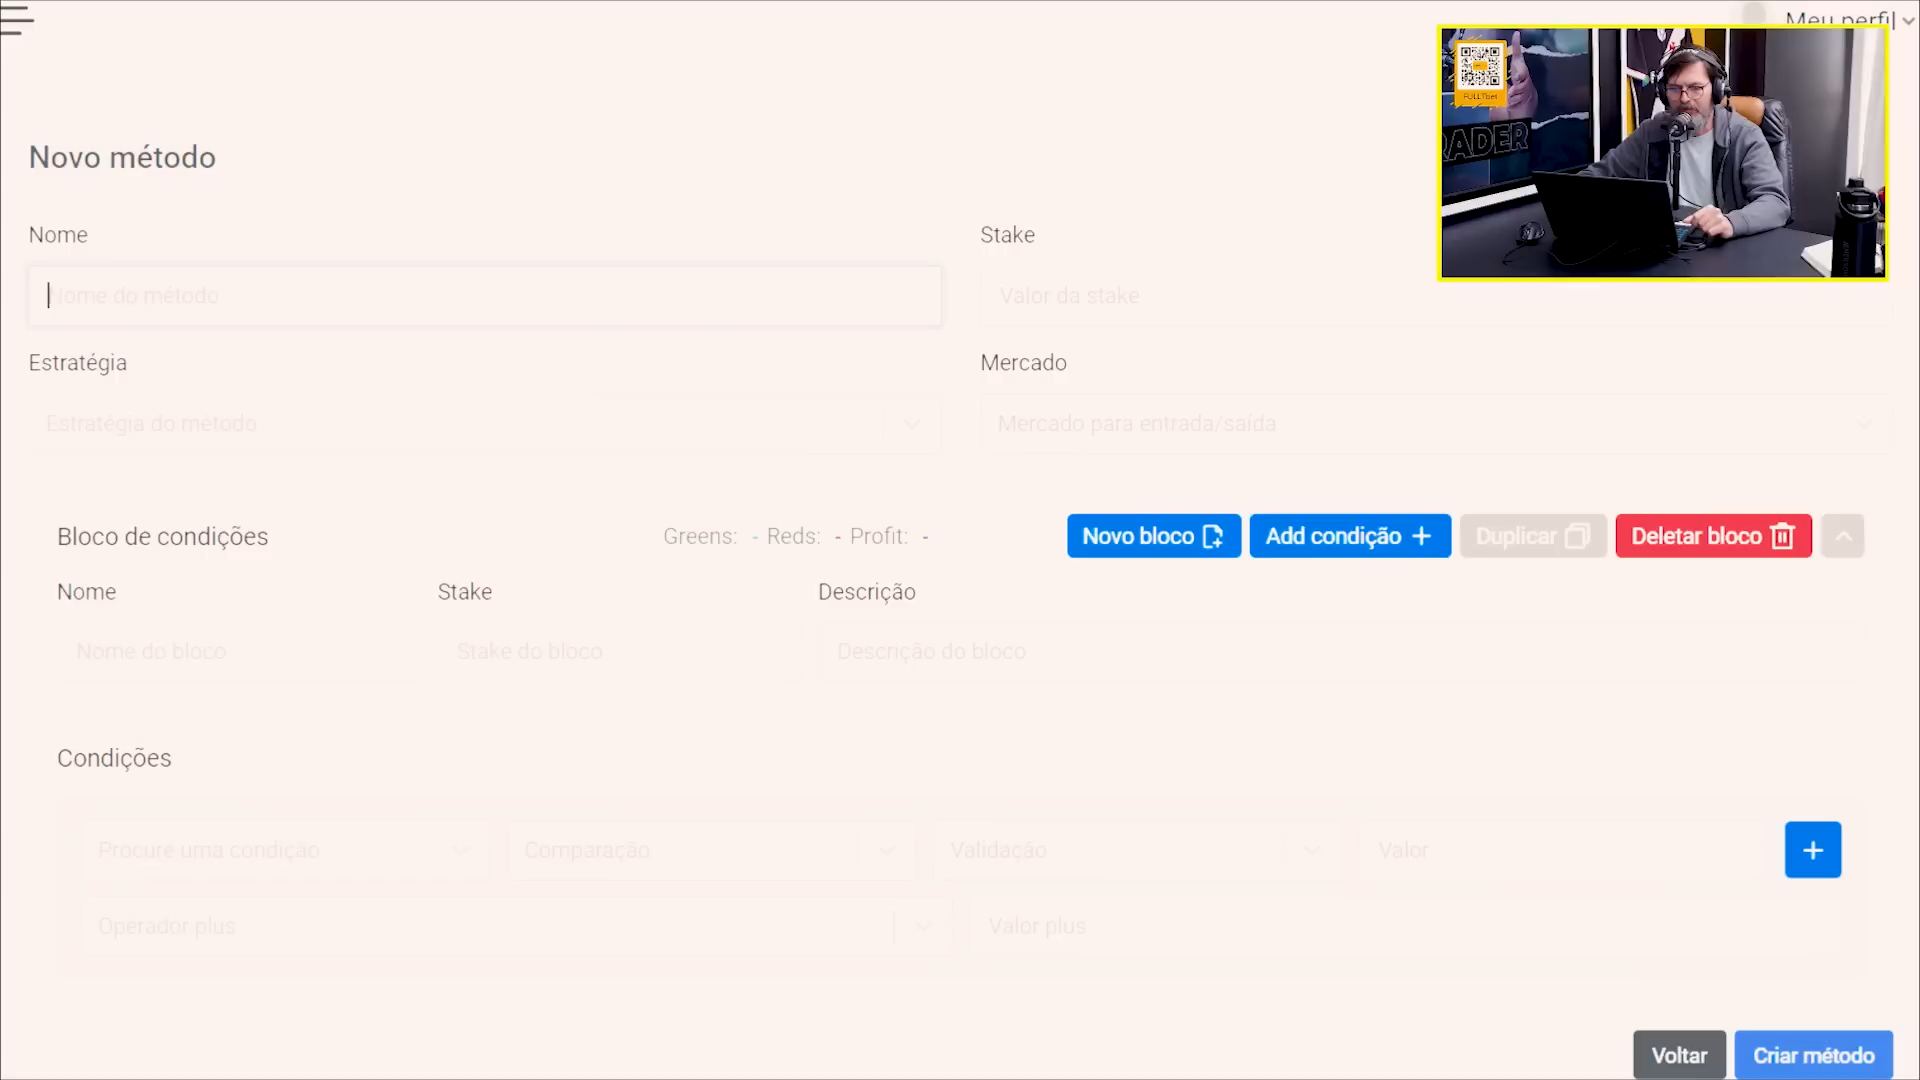 Meu perfil
FULLTbet
RADER
Novo método
Nome
Stake
Nome do método
Valor da stake
Estratégia
Mercado
Estratégia do método
Mercado para entrada/saída
Bloco de condições
Greens: - Reds: - Profit: -
Novo bloco
Add condição +
Duplicar
Deletar bloco
Nome
Stake
Descrição
Nome do bloco
Stake do bloco
Descrição do bloco
Condições
Procure uma condição
Comparação
Validação
Valor
+
Operador plus
Valor plus
Voltar
Criar método